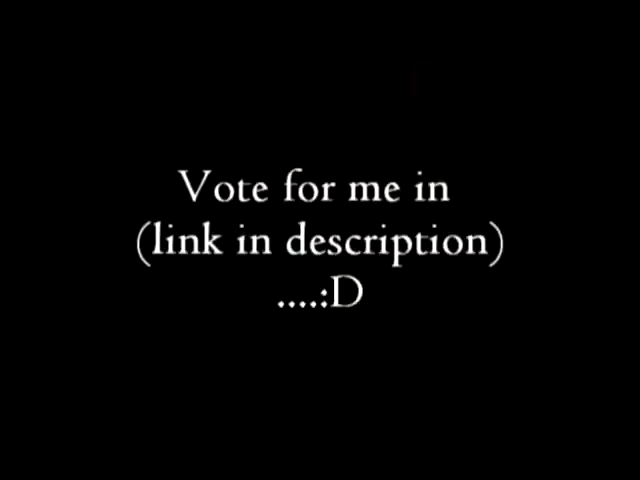 Vote for me in
(link in description)
....:D